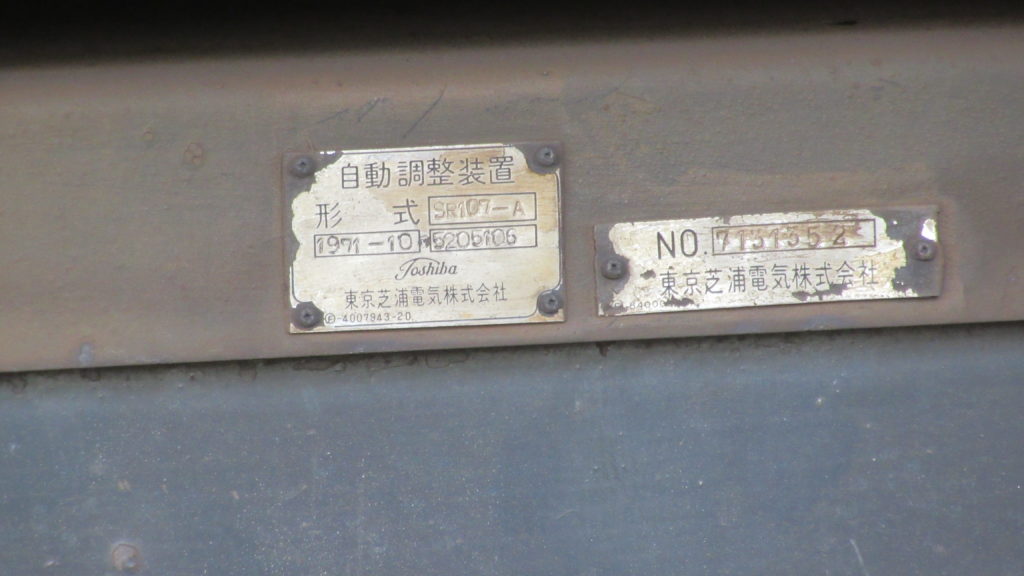 自動調整装置
形 式 SR107-A
1971-10 5205106
Toshiba
東京芝浦電気株式会社
4007943-20
NO. 7151552
東京芝浦電気株式会社